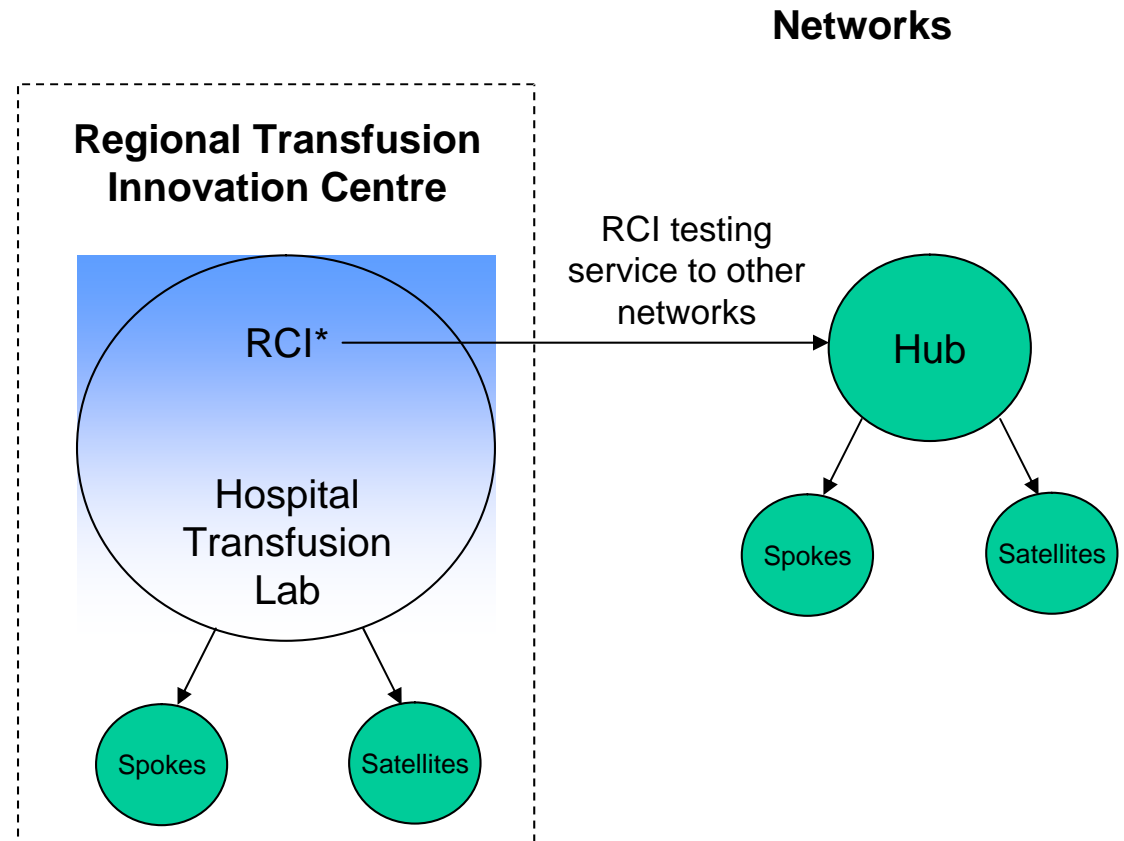 Networks
Regional Transfusion
Innovation Centre
RCI testing
service to other
networks
RCI*
Hub
Hospital
Transfusion
Lab
Spokes
Satellites
Spokes
Satellites